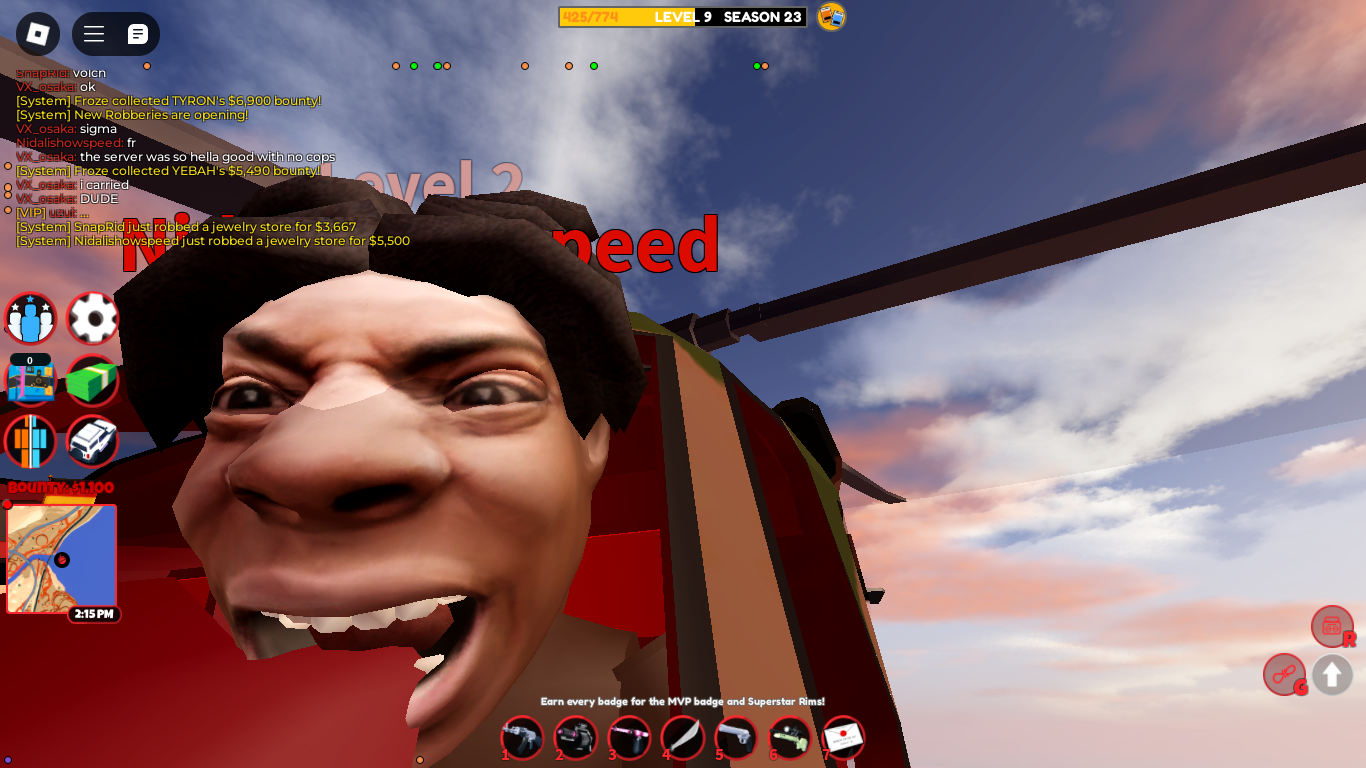 425/774 LEVEL 9 SEASON 23
SnapRid: volcn
VX_osaka: ok
[System] Froze collected TYRON's $6,900 bounty!
[System] New Robberies are opening!
VX_osaka: sigma
Nidalishowspeed: fr
VX_osaka: the server was so hella good with no cops
[System] Froze collected YEBAH's $5,490 bounty!
VX_osaka: i carried
VX_osaka: DUDE
[VIP] usui: ...
[System] SnapRid just robbed a jewelry store for $3,667
[System] Nidalishowspeed just robbed a jewelry store for $5,500
Level 2
peed
0
BOUNTY: $1,100
2:15 PM
R
G
Earn every badge for the MVP badge and Superstar Rims!
1 2 3 4 5 6 7